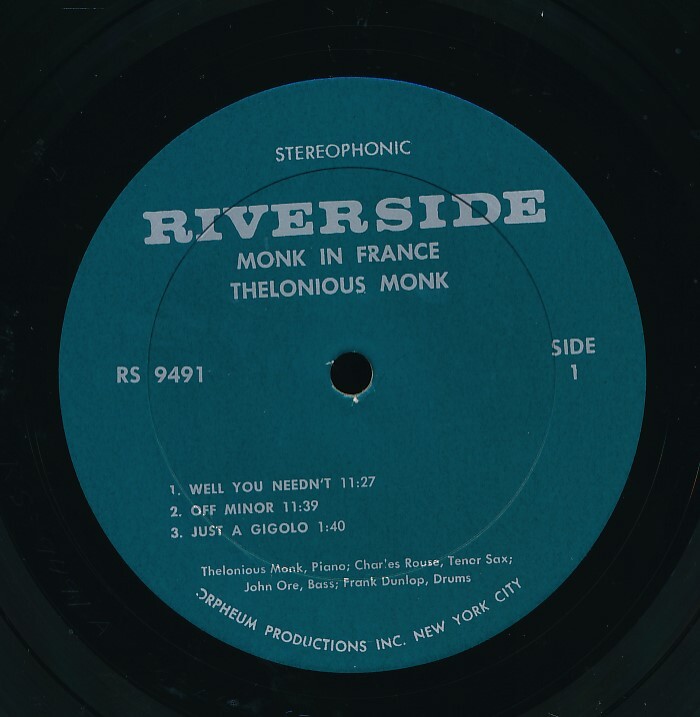 STEREOPHONIC
RIVERSIDE
MONK IN FRANCE
THELONIOUS MONK
RS 9491
SIDE
1
1. WELL YOU NEEDN'T 11:27
2. OFF MINOR 11:39
3. JUST A GIGOLO 1:40
Thelonious Monk, Piano; Charles Rouse, Tenor Sax;
John Ore, Bass; Frank Dunlop, Drums
ORPHEUM PRODUCTIONS INC. NEW YORK CITY